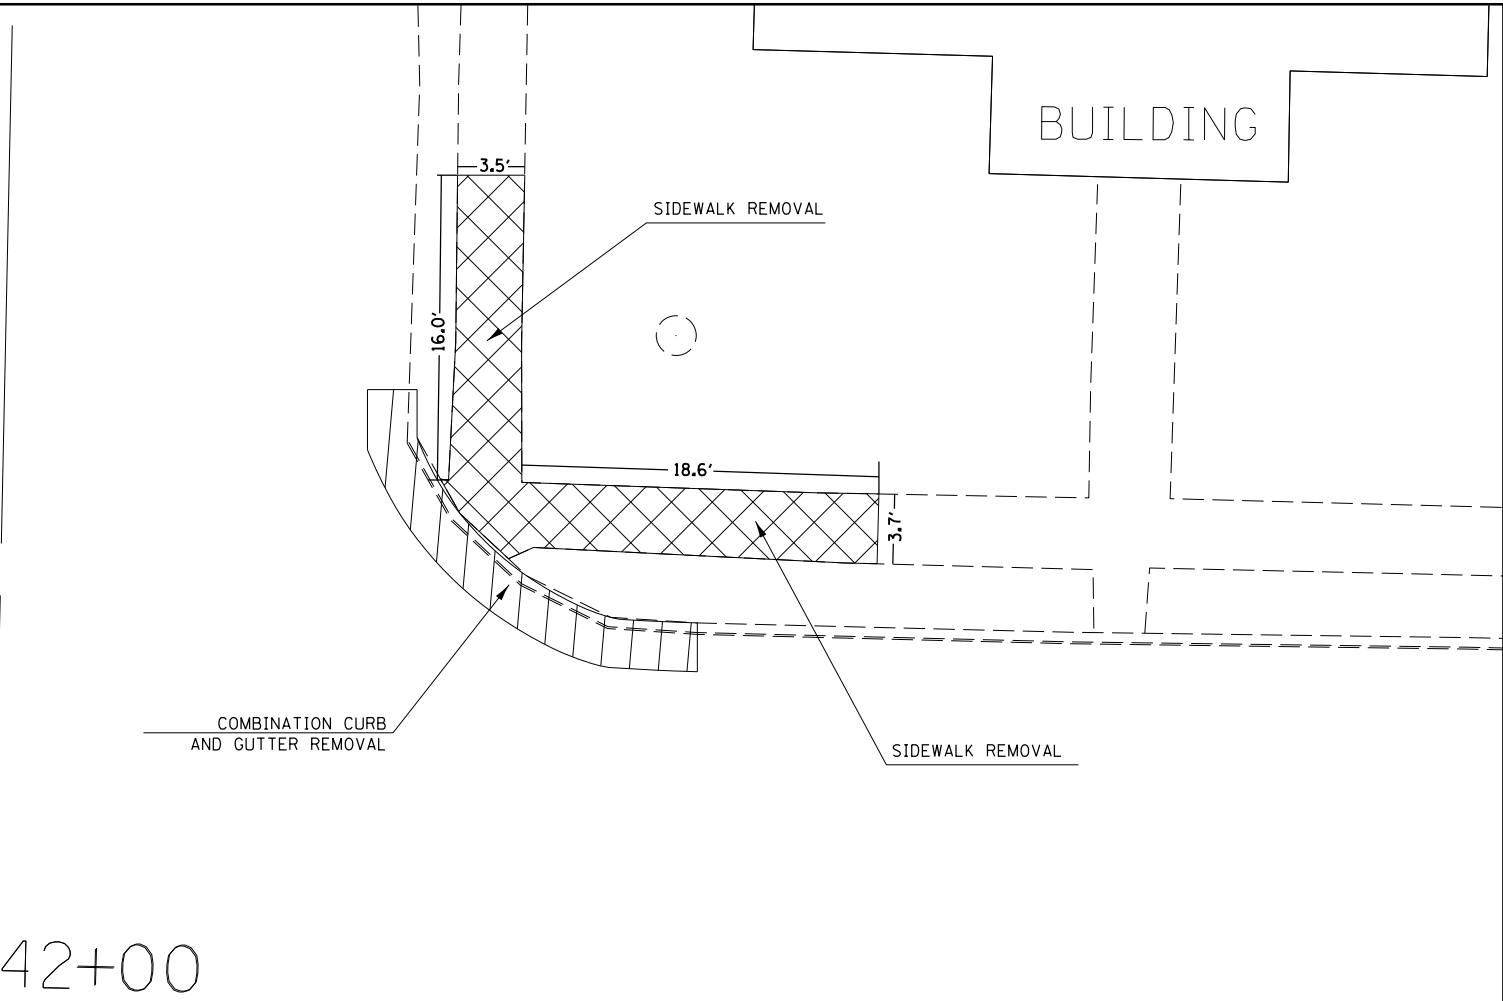 BUILDING
3.5'
SIDEWALK REMOVAL
16.0'
18.6'
3.7'
COMBINATION CURB
AND GUTTER REMOVAL
SIDEWALK REMOVAL
42+00